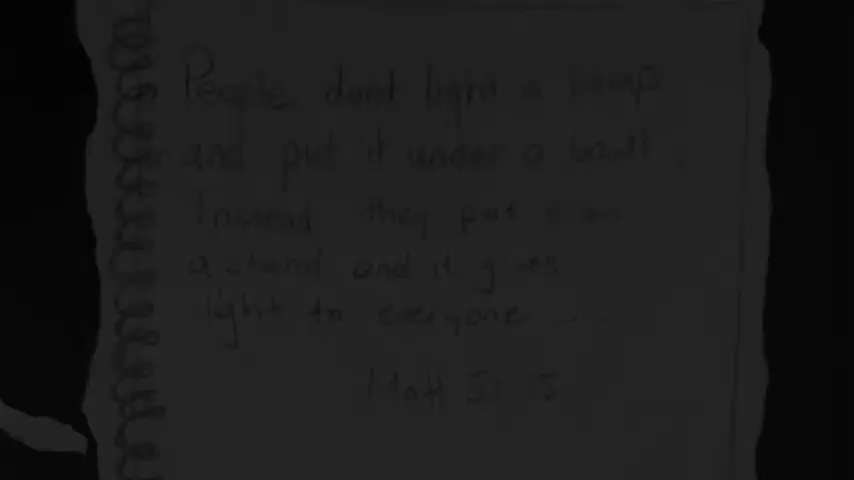 People dont light a lamp
and put it under a bowl.
Instead they put it on
a stand and it gives
light to everyone.....
Matt 5: 15